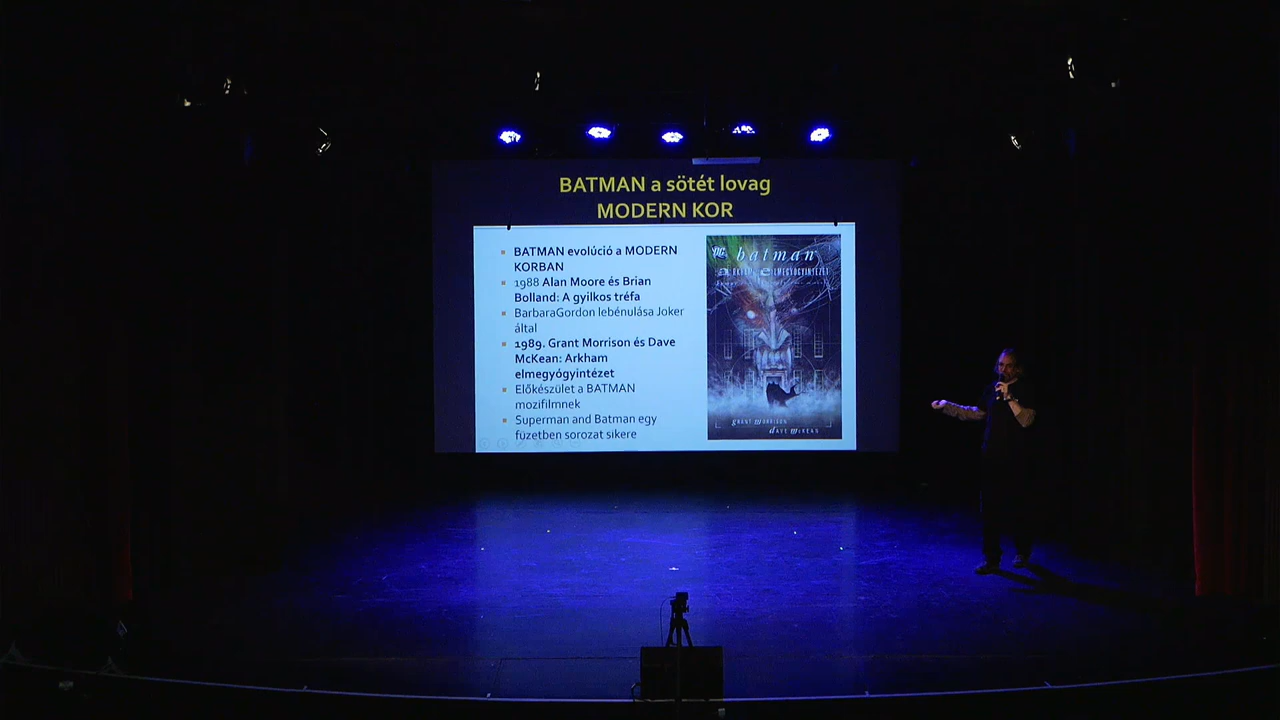 BATMAN a sötét lovag
MODERN KOR
BATMAN evolúció a MODERN
KORBAN
1988 Alan Moore és Brian
Bolland: A gyilkos tréfa
BarbaraGordon lebénulása Joker
által
1989. Grant Morrison és Dave
McKean: Arkham
elmegyógyintézet
Előkészület a BATMAN
mozifilmnek
Superman and Batman egy
füzetben sorozat sikere
DC
batman
ELMEGYÓGYINTÉZET
GRANT MORRISON
DAVE MCKEAN